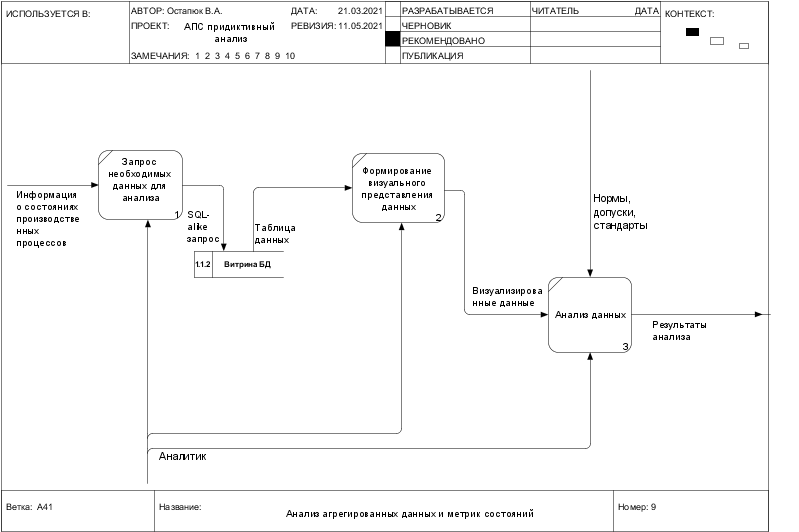 ИСПОЛЬЗУЕТСЯ В:
АВТОР: Остапюк В.А.
ДАТА: 21.03.2021
ПРОЕКТ: АПС придиктивный
анализ
РЕВИЗИЯ: 11.05.2021
ЗАМЕЧАНИЯ: 1 2 3 4 5 6 7 8 9 10
РАЗРАБАТЫВАЕТСЯ
ЧЕРНОВИК
РЕКОМЕНДОВАНО
ПУБЛИКАЦИЯ
ЧИТАТЕЛЬ
ДАТА
КОНТЕКСТ:
Запрос
необходимых
данных для
анализа
1
Информация
о состояниях
производстве
нных
процессов
SQL-
alike
запрос
Таблица
данных
1.1.2 Витрина БД
Формирование
визуального
представления
данных
2
Нормы,
допуски,
стандарты
Визуализирова
нные данные
Анализ данных
3
Результаты
анализа
Аналитик
Ветка: А41
Название:
Анализ агрегированных данных и метрик состояний
Номер: 9